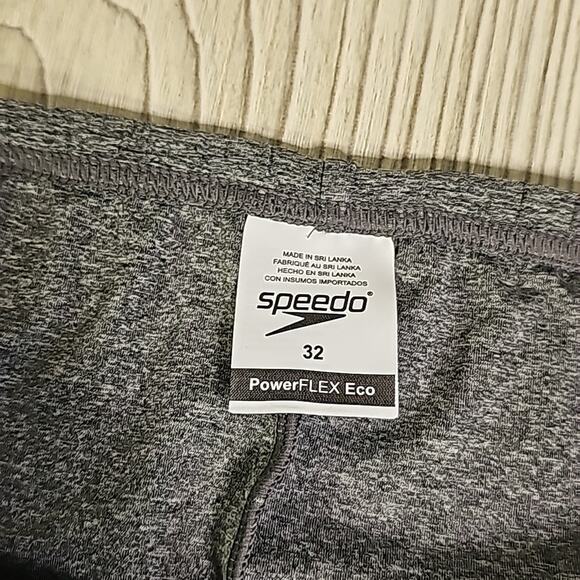 MADE IN SRI LANKA
FABRIQUÉ AU SRI LANKA
HECHO EN SRI LANKA
CON INSUMOS IMPORTADOS
speedo®
32
PowerFLEX Eco